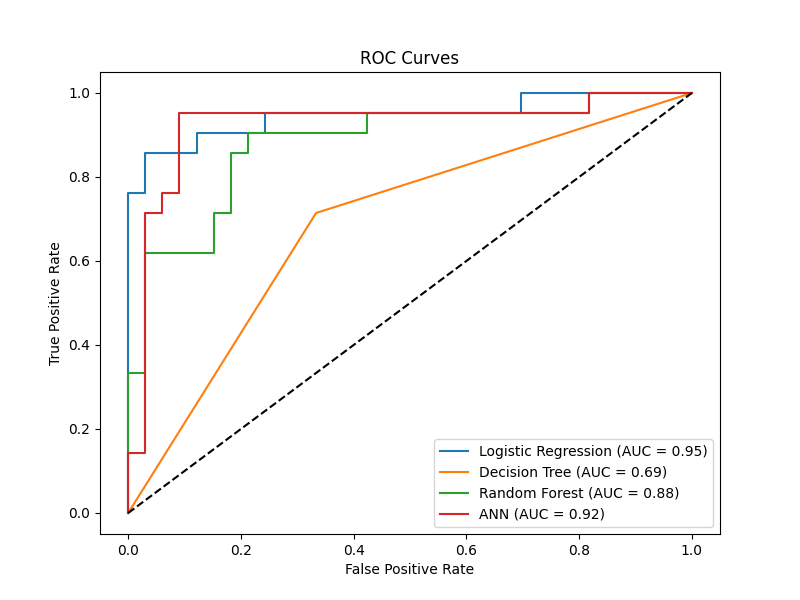 ROC Curves
True Positive Rate
1.0
0.8
0.6
0.4
0.2
0.0
0.0 0.2 0.4 0.6 0.8 1.0
False Positive Rate
Logistic Regression (AUC = 0.95)
Decision Tree (AUC = 0.69)
Random Forest (AUC = 0.88)
ANN (AUC = 0.92)